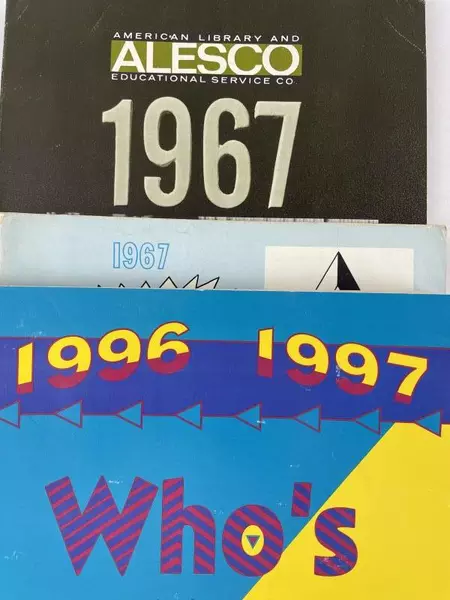 AMERICAN LIBRARY AND
ALESCO
EDUCATIONAL SERVICE CO.
1967
1967
1996 1997
Who's